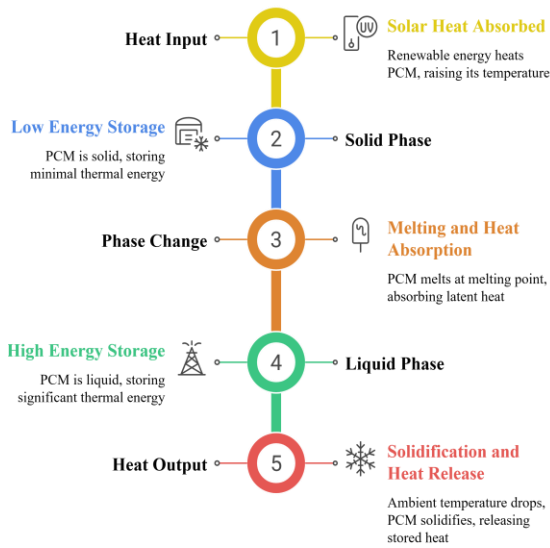 Heat Input
1
UV
Solar Heat Absorbed
Renewable energy heats
PCM, raising its temperature
Low Energy Storage
PCM is solid, storing
minimal thermal energy
2
Solid Phase
Phase Change
3
Melting and Heat
Absorption
PCM melts at melting point,
absorbing latent heat
High Energy Storage
PCM is liquid, storing
significant thermal energy
4
Liquid Phase
Heat Output
5
Solidification and
Heat Release
Ambient temperature drops,
PCM solidifies, releasing
stored heat